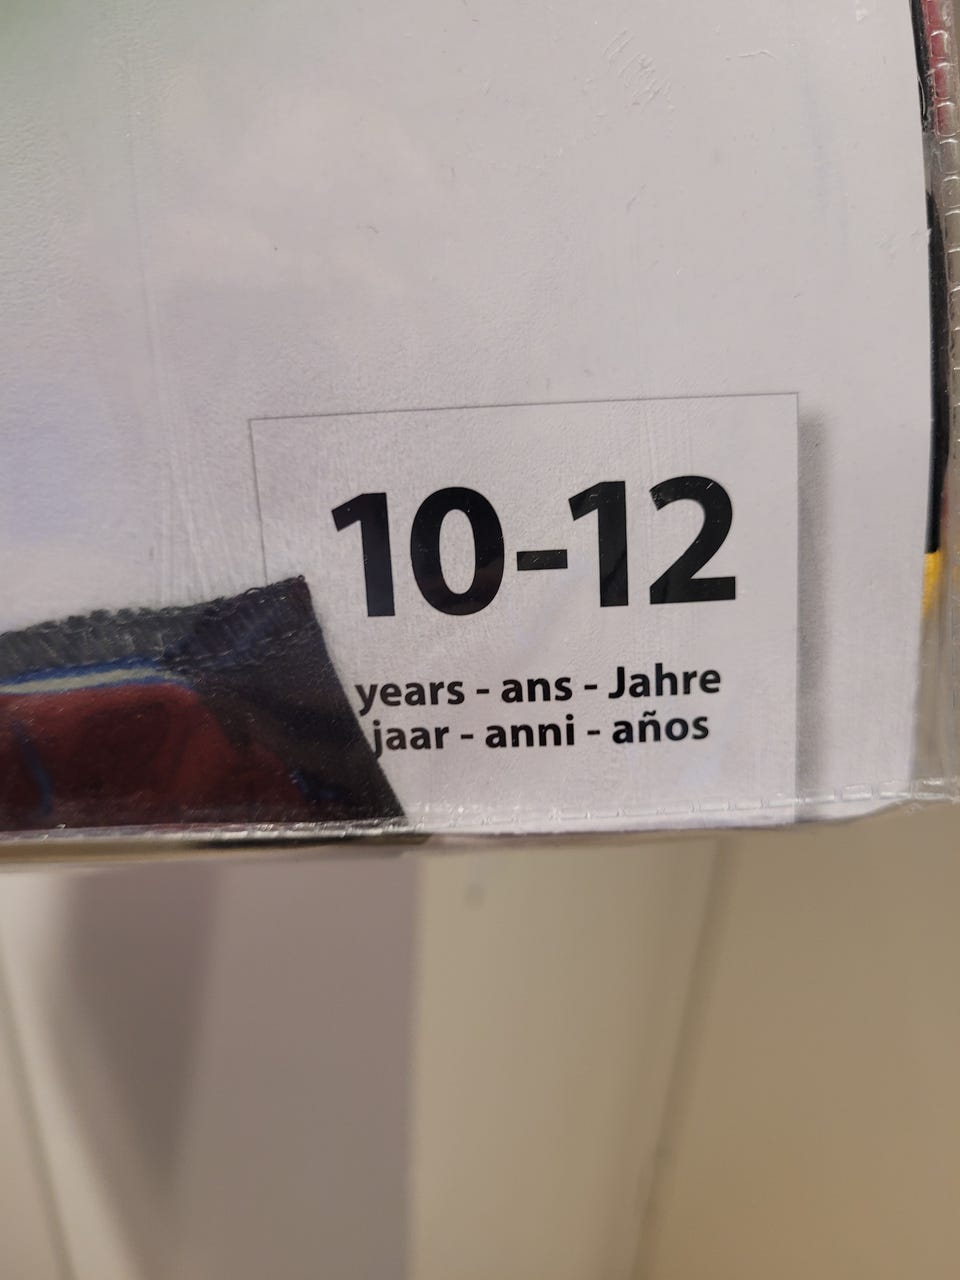 10-12
years - ans - Jahre
jaar - anni - años